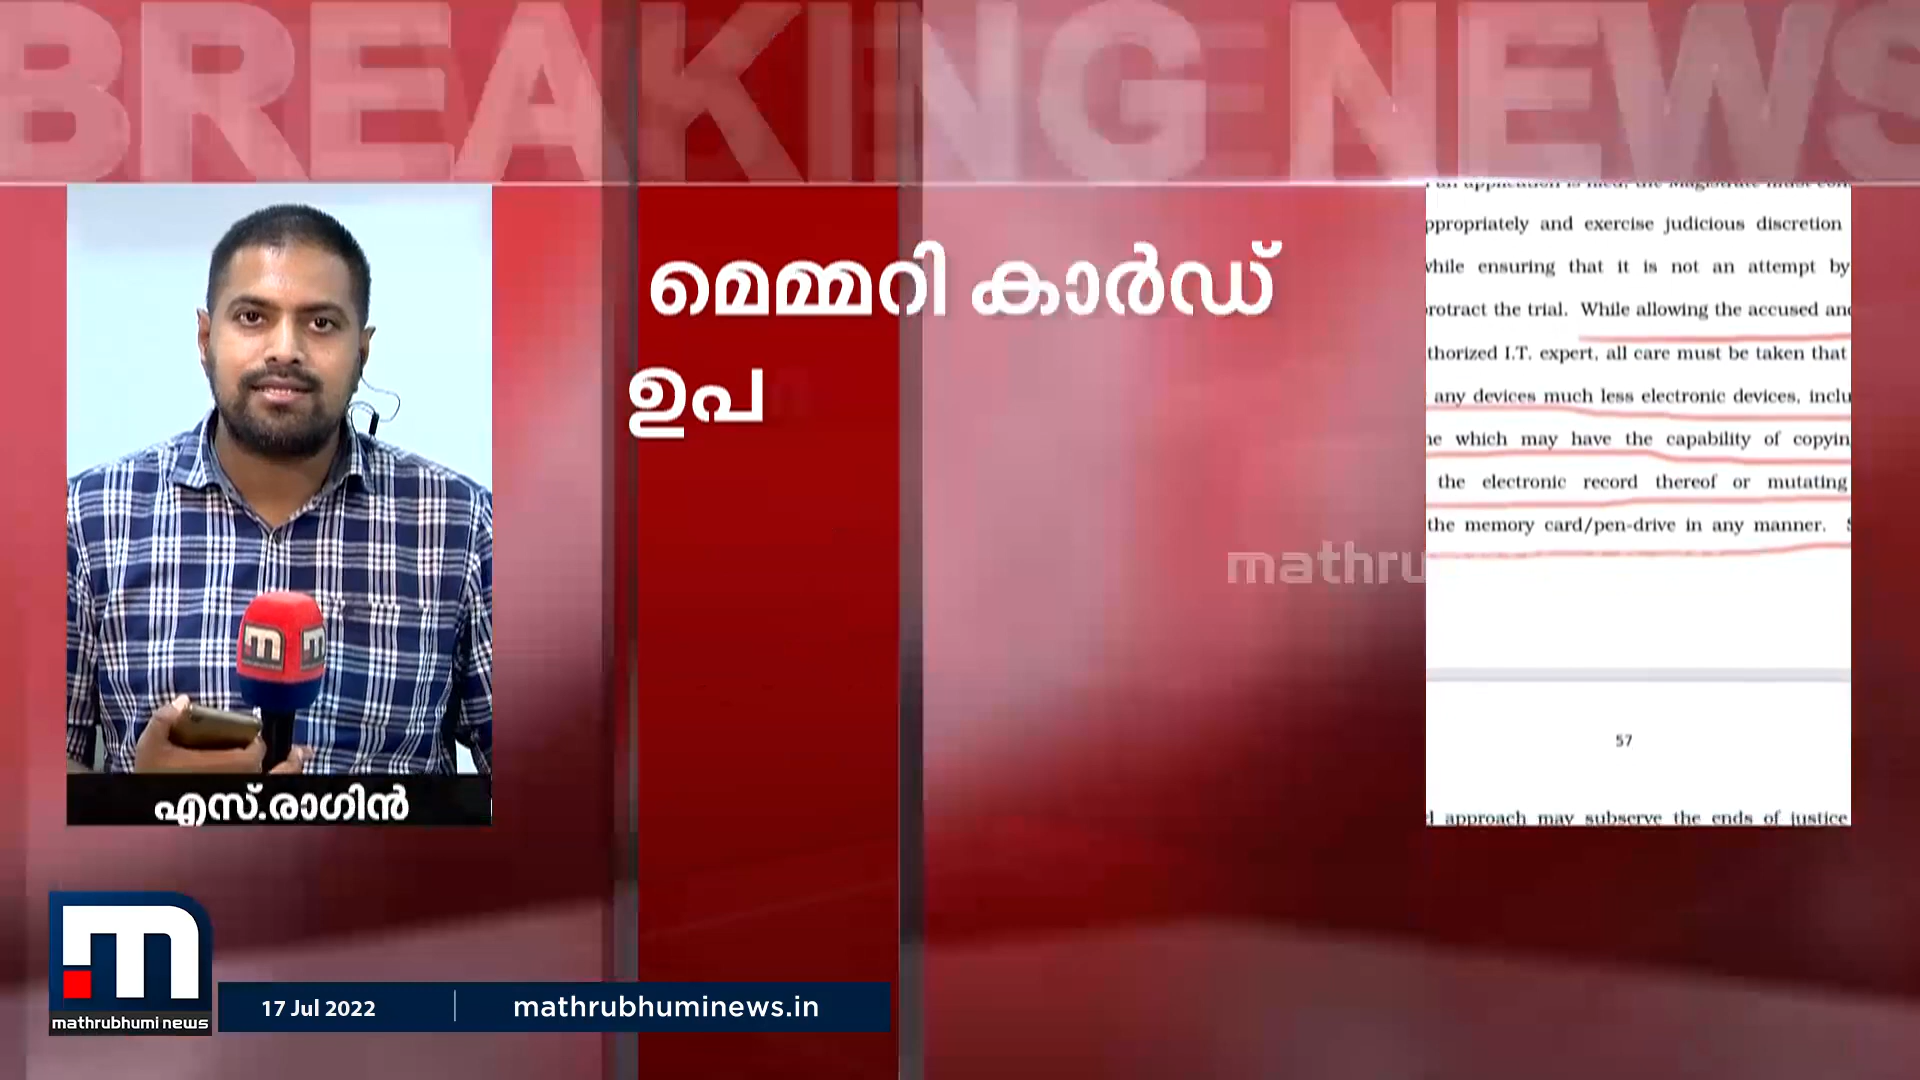 BREAKING NEWS
മെമ്മറി കാർഡ്
ഉപ
എസ്.രാഗിൻ
ppropriately and exercise judicious discretion
while ensuring that it is not an attempt by
rotract the trial. While allowing the accused and
thorized I.T. expert, all care must be taken that
any devices much less electronic devices, inclu
ne which may have the capability of copyin
the electronic record thereof or mutating
the memory card/pen-drive in any manner.
57
d approach may subserve the ends of justice
mathru
m
mathrubhumi news
17 Jul 2022
mathrubhuminews.in